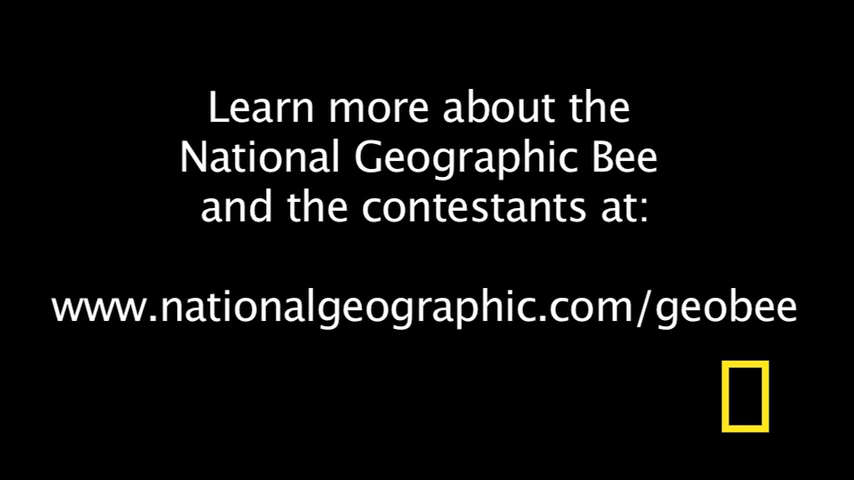 Learn more about the
National Geographic Bee
and the contestants at:
www.nationalgeographic.com/geobee